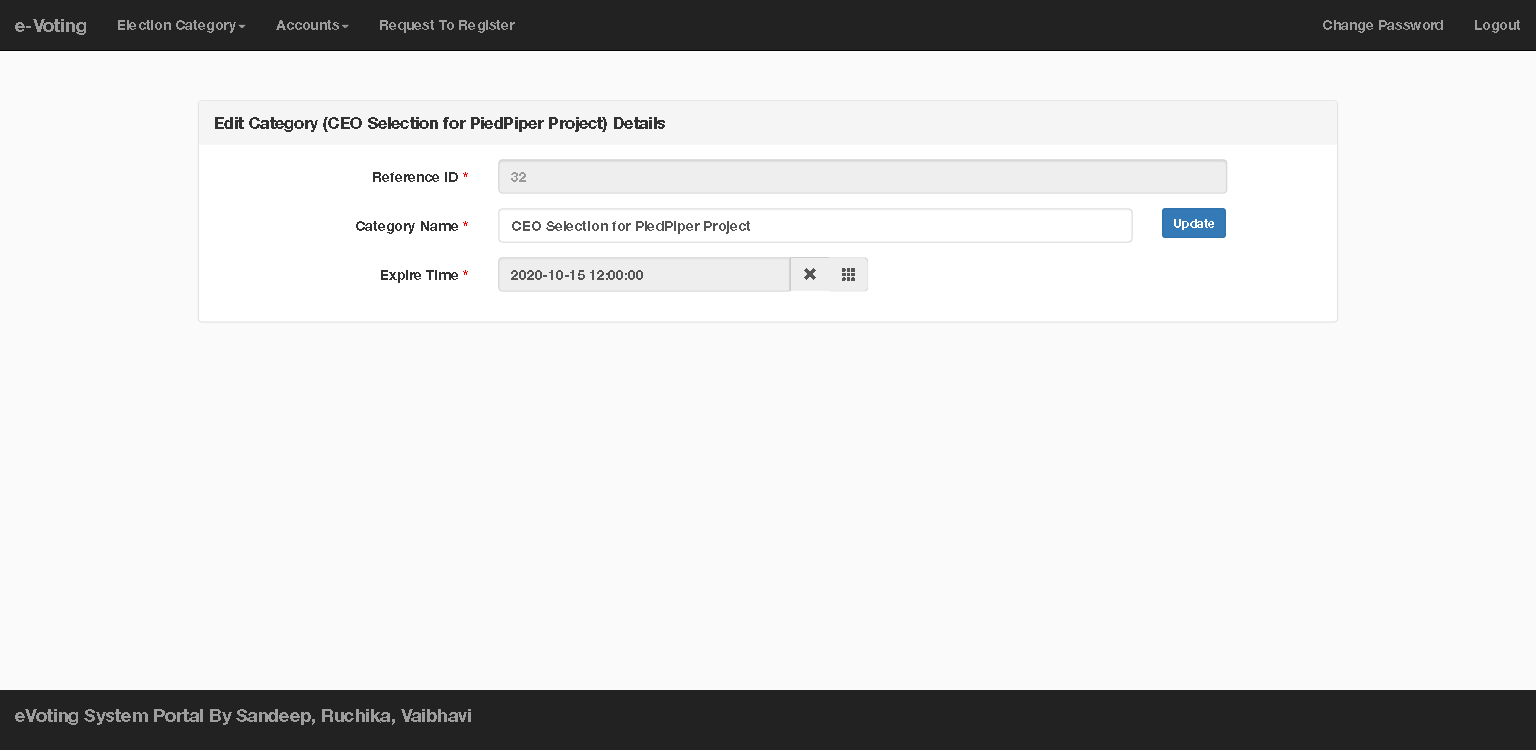 e-Voting Election Category Accounts Request To Register Change Password Logout
Edit Category (CEO Selection for PiedPiper Project) Details
Reference ID * 32
Category Name * CEO Selection for PiedPiper Project Update
Expire Time * 2020-10-15 12:00:00
eVoting System Portal By Sandeep, Ruchika, Vaibhavi